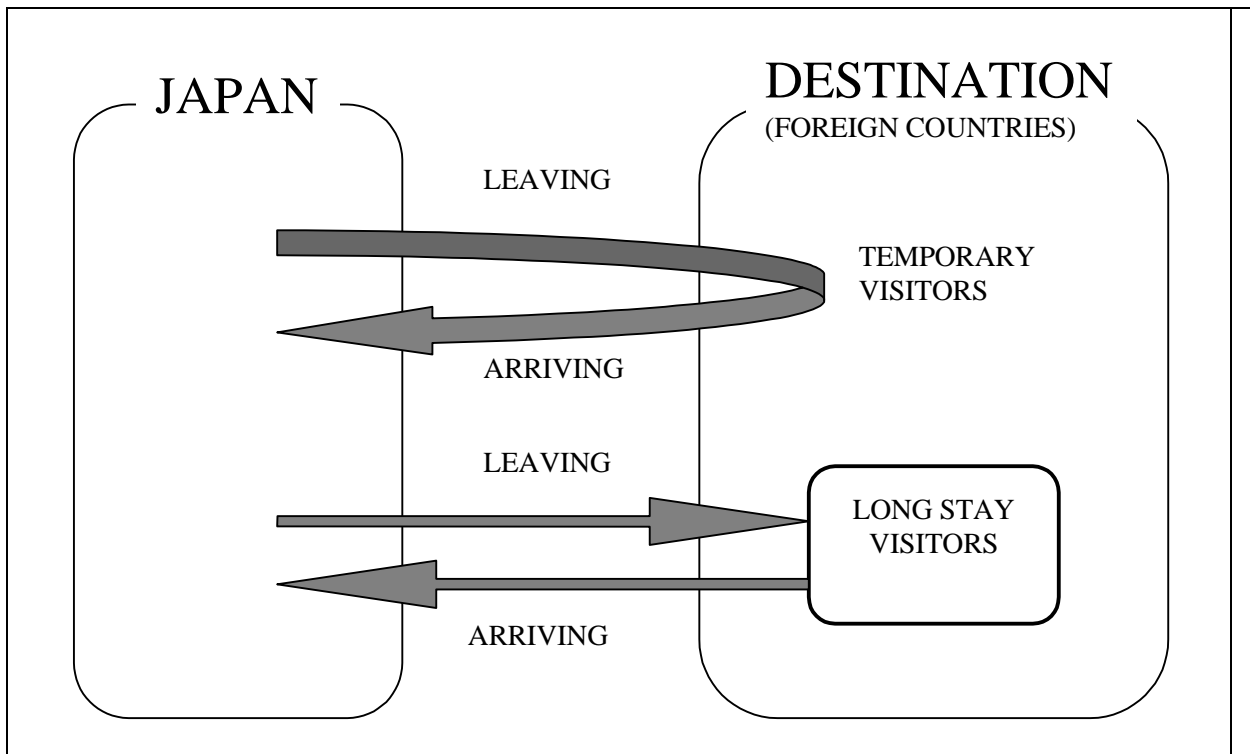 JAPAN
DESTINATION
(FOREIGN COUNTRIES)
LEAVING
TEMPORARY
VISITORS
ARRIVING
LEAVING
LONG STAY
VISITORS
ARRIVING